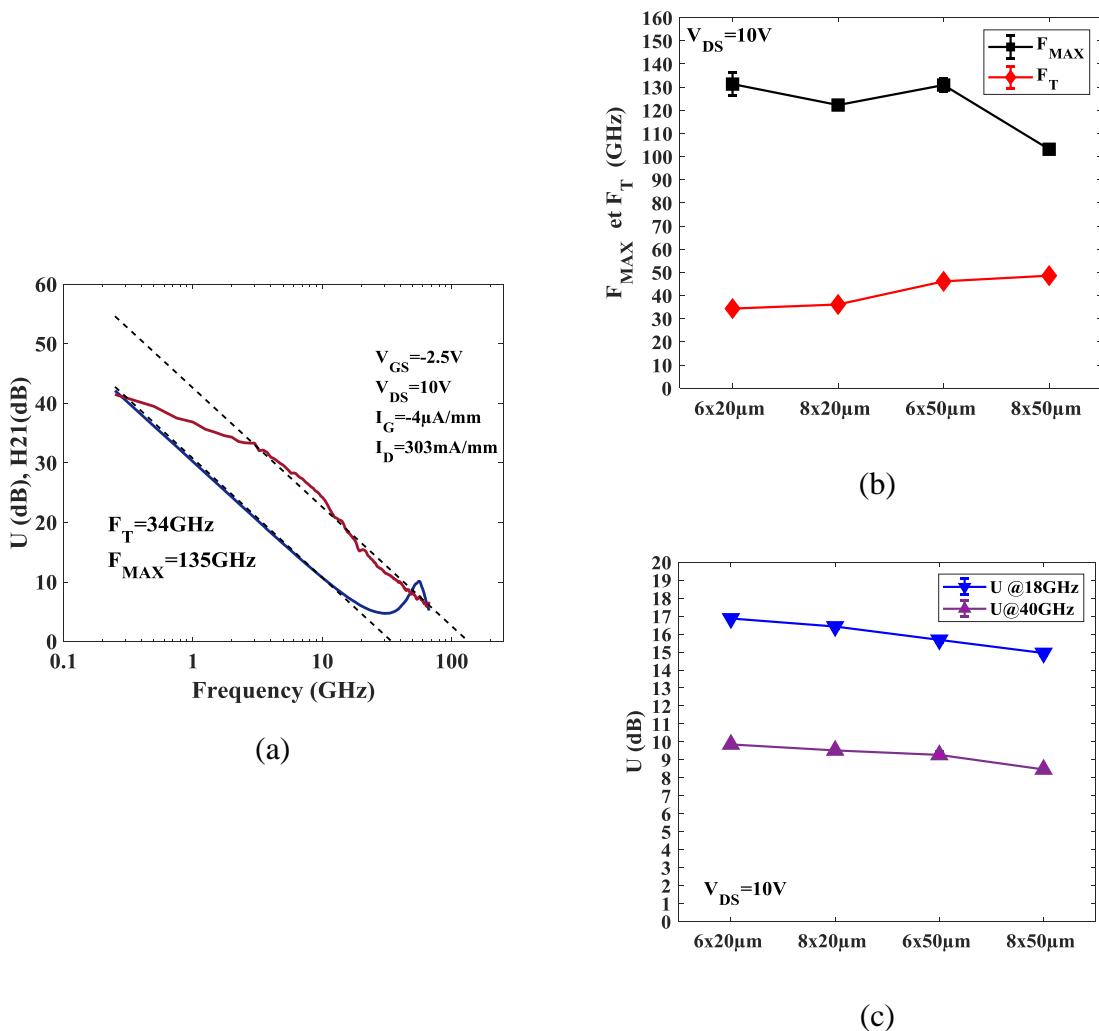 60
50
40
30
20
10
0
0.1
1
10
100
U (dB), H21(dB)
Frequency (GHz)
V_GS=-2.5V
V_DS=10V
I_G=-4µA/mm
I_D=303mA/mm
F_T=34GHz
F_MAX=135GHz
(a)
160
150
140
130
120
110
100
90
80
70
60
50
40
30
20
10
0
F_MAX et F_T (GHz)
V_DS=10V
F_MAX
F_T
6x20µm
8x20µm
6x50µm
8x50µm
(b)
20
19
18
17
16
15
14
13
12
11
10
9
8
7
6
5
4
3
2
1
0
U (dB)
U @18GHz
U@40GHz
V_DS=10V
6x20µm
8x20µm
6x50µm
8x50µm
(c)